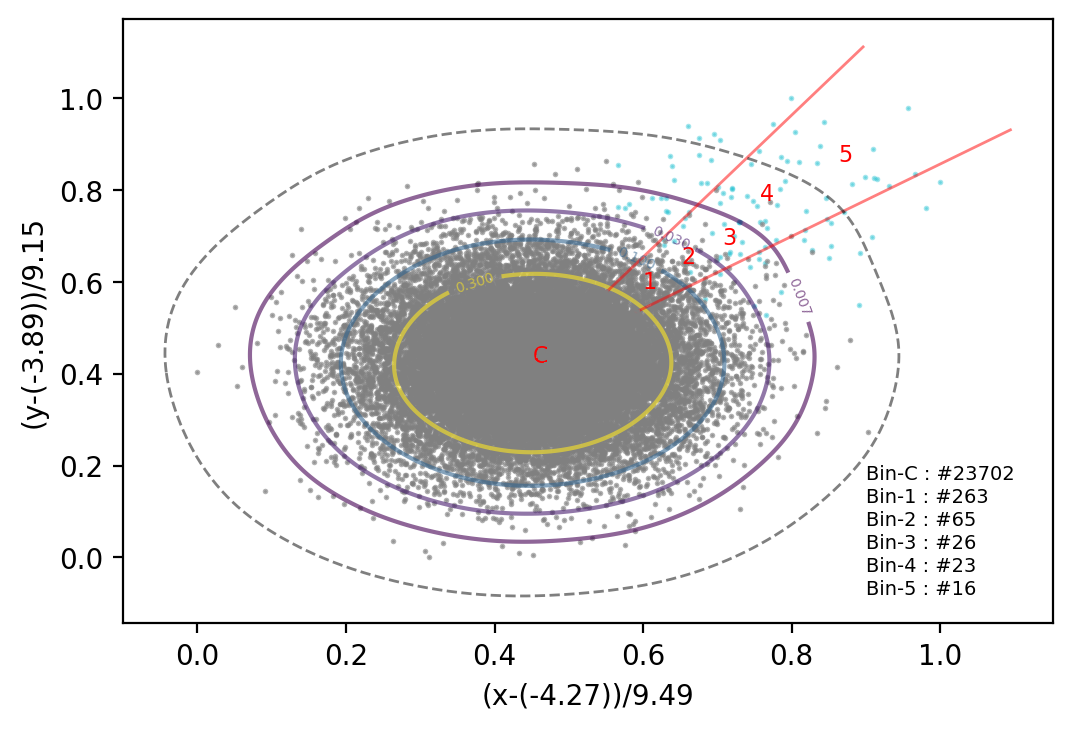 1.0
0.8
0.6
0.4
0.2
0.0
(y-(-3.89))/9.15
5
4
3
0.030
2
1
0.300
0.007
C
Bin-C : #23702
Bin-1 : #263
Bin-2 : #65
Bin-3 : #26
Bin-4 : #23
Bin-5 : #16
0.0 0.2 0.4 0.6 0.8 1.0
(x-(-4.27))/9.49